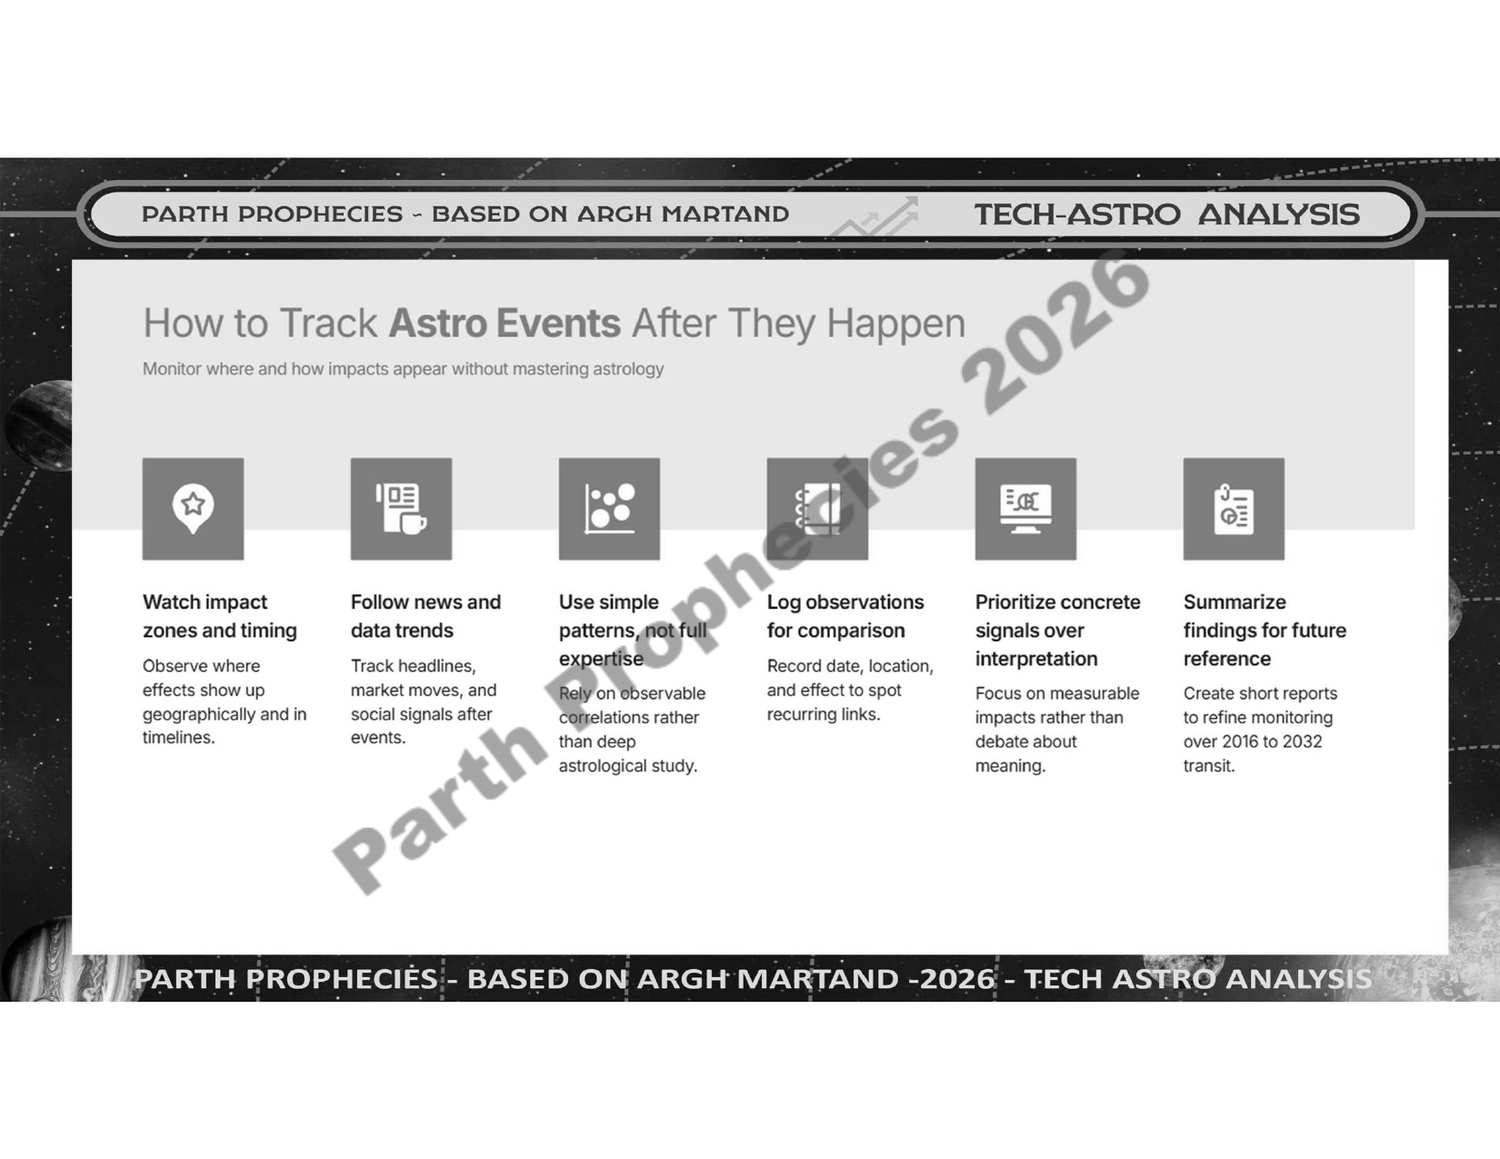 PARTH PROPHECIES ~ BASED ON ARGH MARTAND
TECH-ASTRO ANALYSIS
How to Track Astro Events After They Happen
Monitor where and how impacts appear without mastering astrology
Watch impact
zones and timing
Observe where
effects show up
geographically and in
timelines.
Follow news and
data trends
Track headlines,
market moves, and
social signals after
events.
Use simple
patterns, not full
expertise
Rely on observable
correlations rather
than deep
astrological study.
Log observations
for comparison
Record date, location,
and effect to spot
recurring links.
Prioritize concrete
signals over
interpretation
Focus on measurable
impacts rather than
debate about
meaning.
Summarize
findings for future
reference
Create short reports
to refine monitoring
over 2016 to 2032
transit.
Parth Prophecies 2026
PARTH PROPHECIES - BASED ON ARGH MARTAND -2026 - TECH ASTRO ANALYSIS